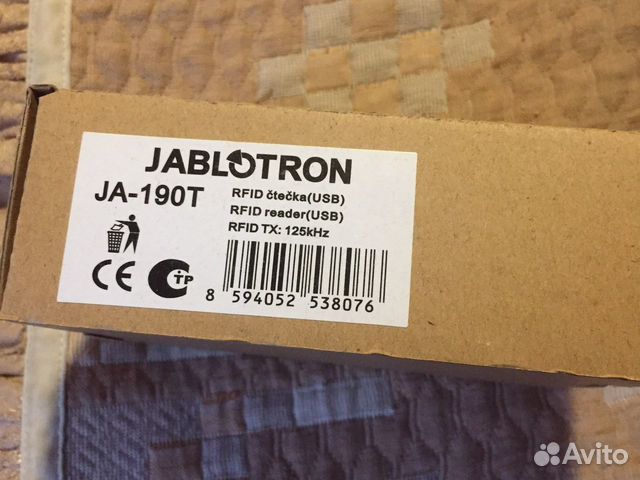 JABLOTRON
JA-190T
RFID čtečka(USB)
RFID reader(USB)
RFID TX: 125kHz
CE
C TP
8 594052 538076
Avito